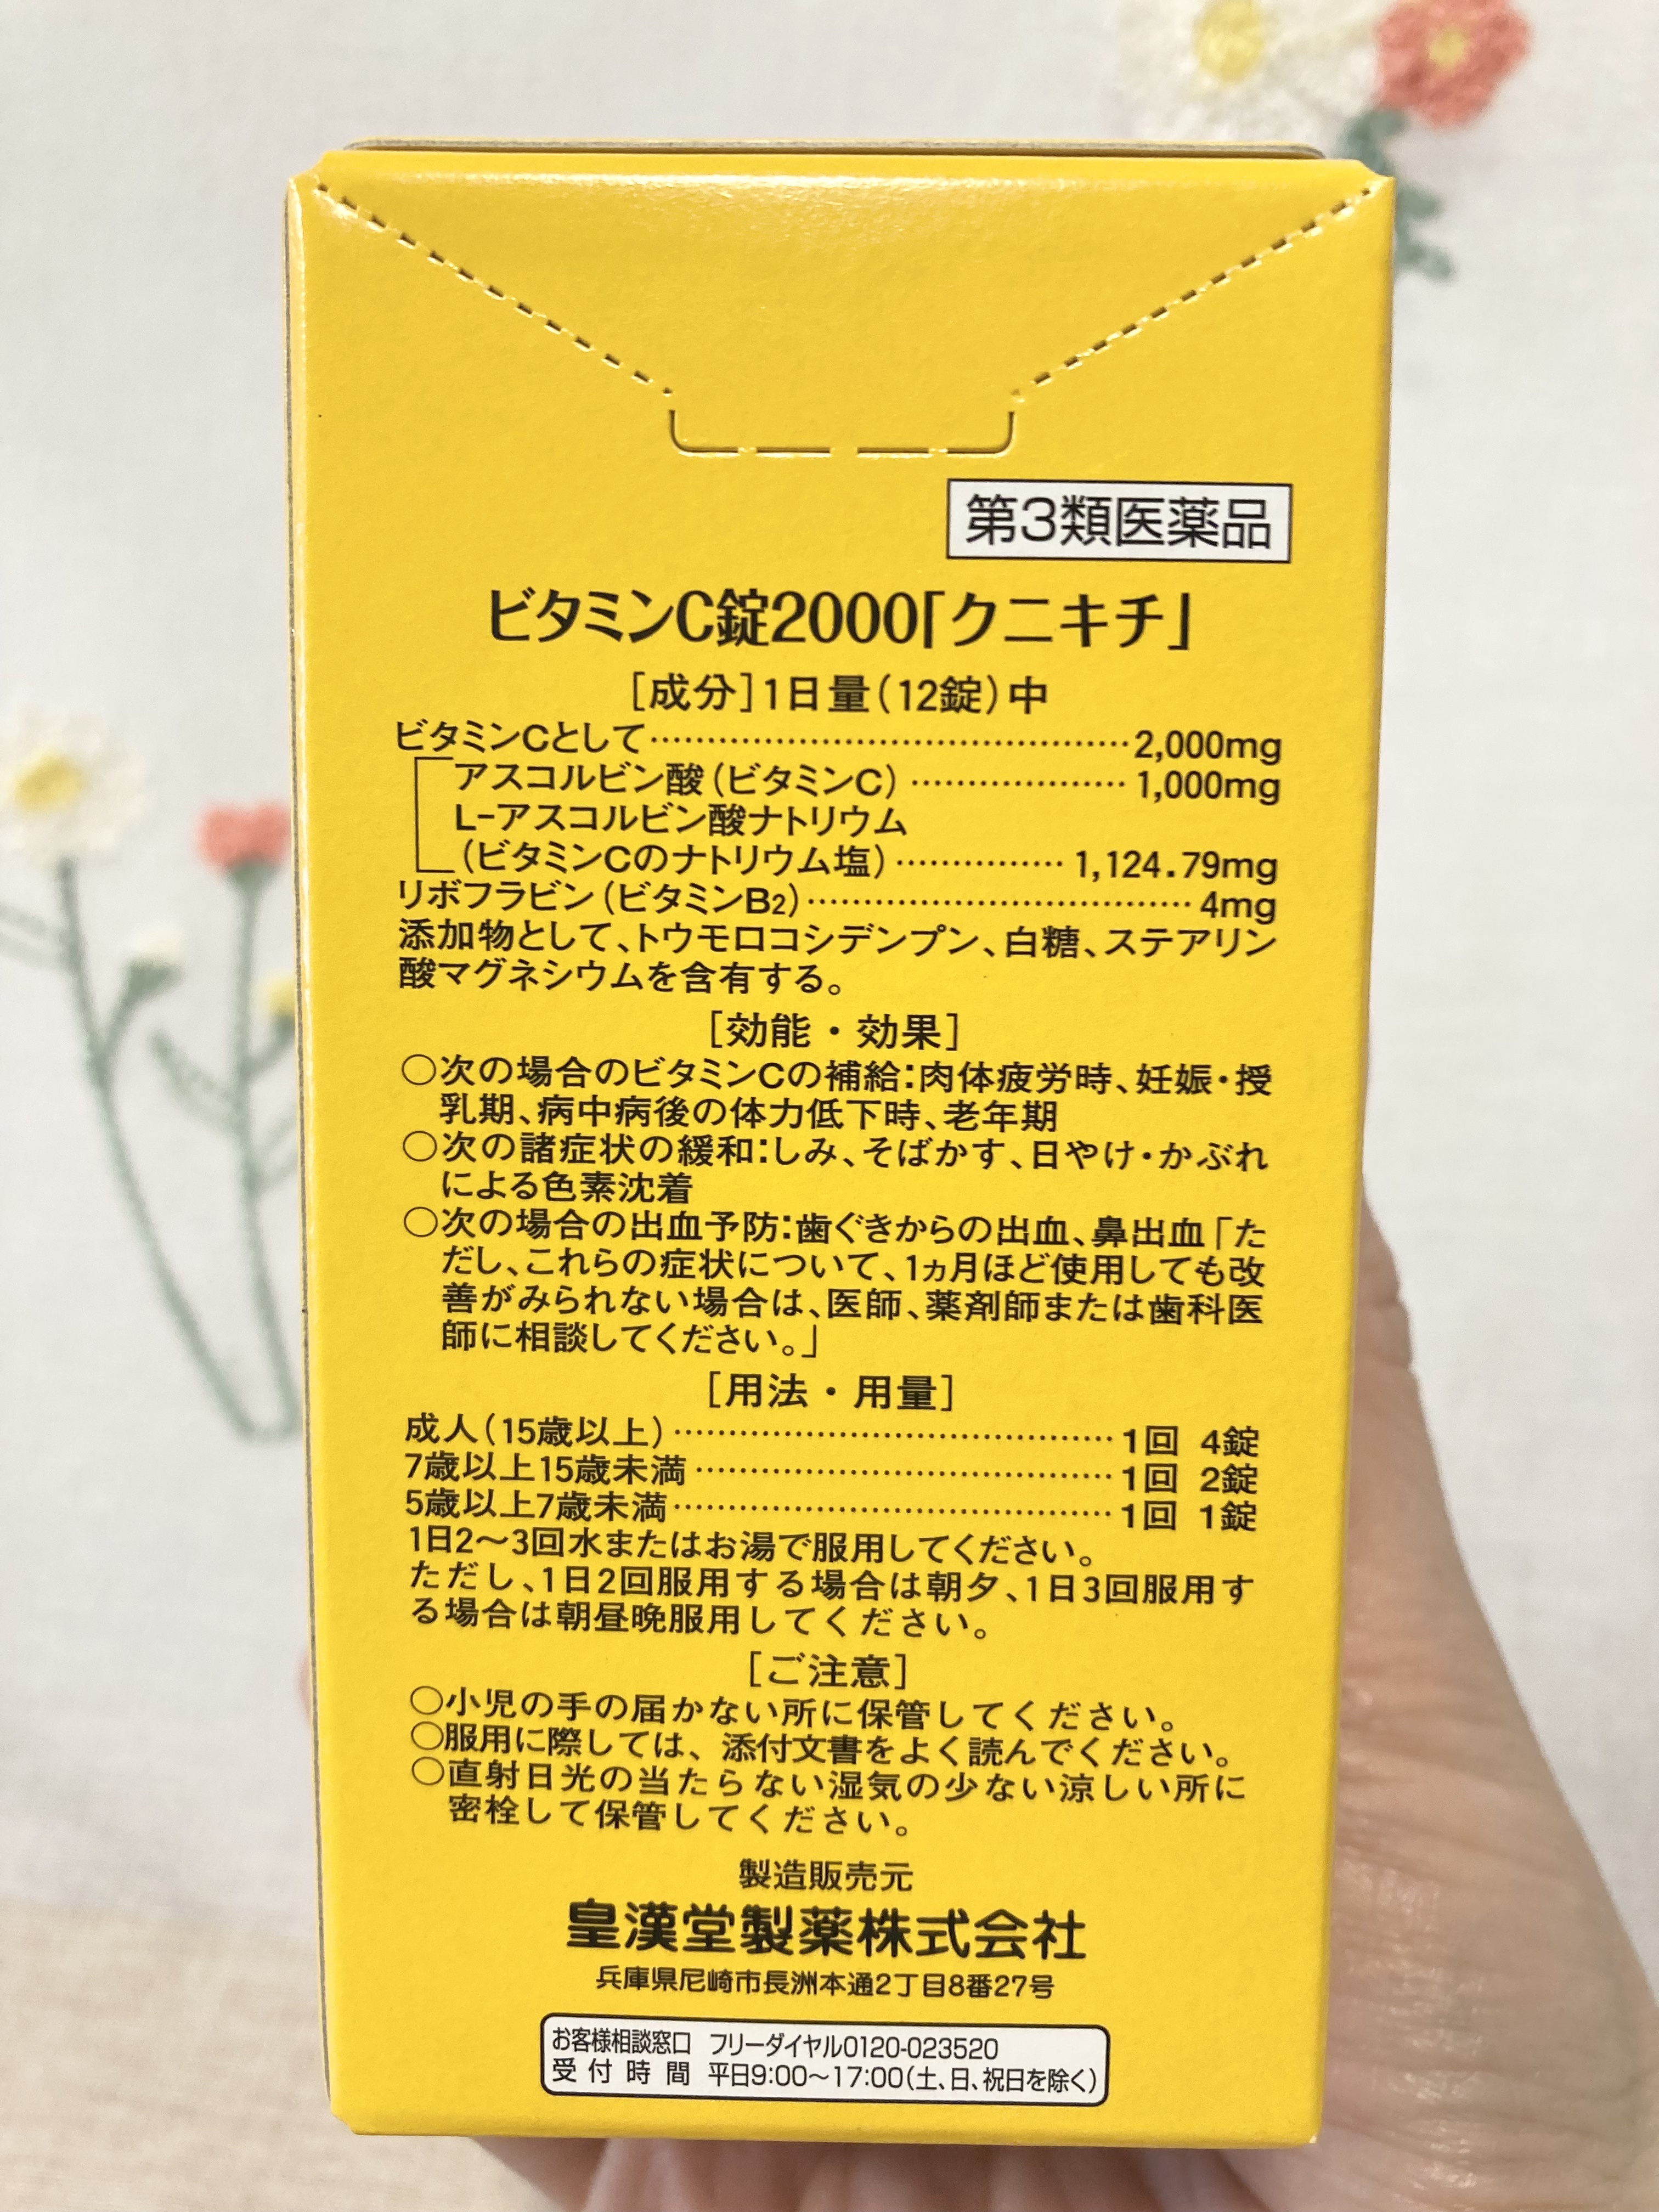 第3類医薬品
ビタミンC錠2000「クニキチ」
［成分］1日量（12錠）中
ビタミンCとして………………………………………2,000mg
アスコルビン酸（ビタミンC）………………1,000mg
L-アスコルビン酸ナトリウム
（ビタミンCのナトリウム塩）……………1,124.79mg
リボフラビン（ビタミンB2）………………………………4mg
添加物として、トウモロコシデンプン、白糖、ステアリン
酸マグネシウムを含有する。
［効能・効果］
○次の場合のビタミンCの補給：肉体疲労時、妊娠・授
乳期、病中病後の体力低下時、老年期
○次の諸症状の緩和：しみ、そばかす、日やけ・かぶれ
による色素沈着
○次の場合の出血予防：歯ぐきからの出血、鼻出血「た
だし、これらの症状について、1ヵ月ほど使用しても改
善がみられない場合は、医師、薬剤師または歯科医
師に相談してください。」
［用法・用量］
成人（15歳以上）……………………………………1回 4錠
7歳以上15歳未満…………………………………1回 2錠
5歳以上7歳未満……………………………………1回 1錠
1日2〜3回水またはお湯で服用してください。
ただし、1日2回服用する場合は朝夕、1日3回服用す
る場合は朝昼晩服用してください。
［ご注意］
○小児の手の届かない所に保管してください。
○服用に際しては、添付文書をよく読んでください。
○直射日光の当たらない湿気の少ない涼しい所に
密栓して保管してください。
製造販売元
皇漢堂製薬株式会社
兵庫県尼崎市長洲本通2丁目8番27号
お客様相談窓口 フリーダイヤル0120-023520
受付時間 平日9:00〜17:00（土、日、祝日を除く）